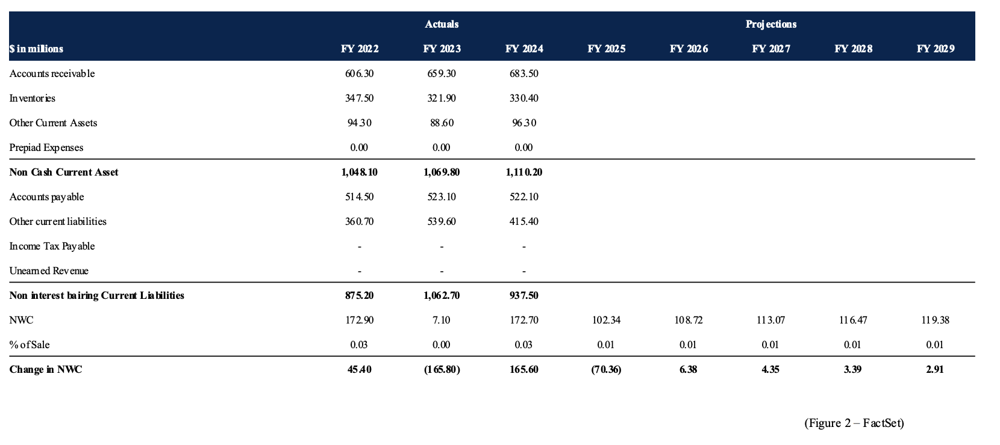 Actuals Projections
$ in millions FY 2022 FY 2023 FY 2024 FY 2025 FY 2026 FY 2027 FY 2028 FY 2029
Accounts receivable 606.30 659.30 683.50
Inventories 347.50 321.90 330.40
Other Current Assets 94.30 88.60 96.30
Prepiad Expenses 0.00 0.00 0.00
Non Cash Current Asset 1,048.10 1,069.80 1,110.20
Accounts payable 514.50 523.10 522.10
Other current liabilities 360.70 539.60 415.40
Income Tax Payable - - -
Unearned Revenue - - -
Non interest bairing Current Liabilities 875.20 1,062.70 937.50
NWC 172.90 7.10 172.70 102.34 108.72 113.07 116.47 119.38
% of Sale 0.03 0.00 0.03 0.01 0.01 0.01 0.01 0.01
Change in NWC 45.40 (165.80) 165.60 (70.36) 6.38 4.35 3.39 2.91
(Figure 2 – FactSet)